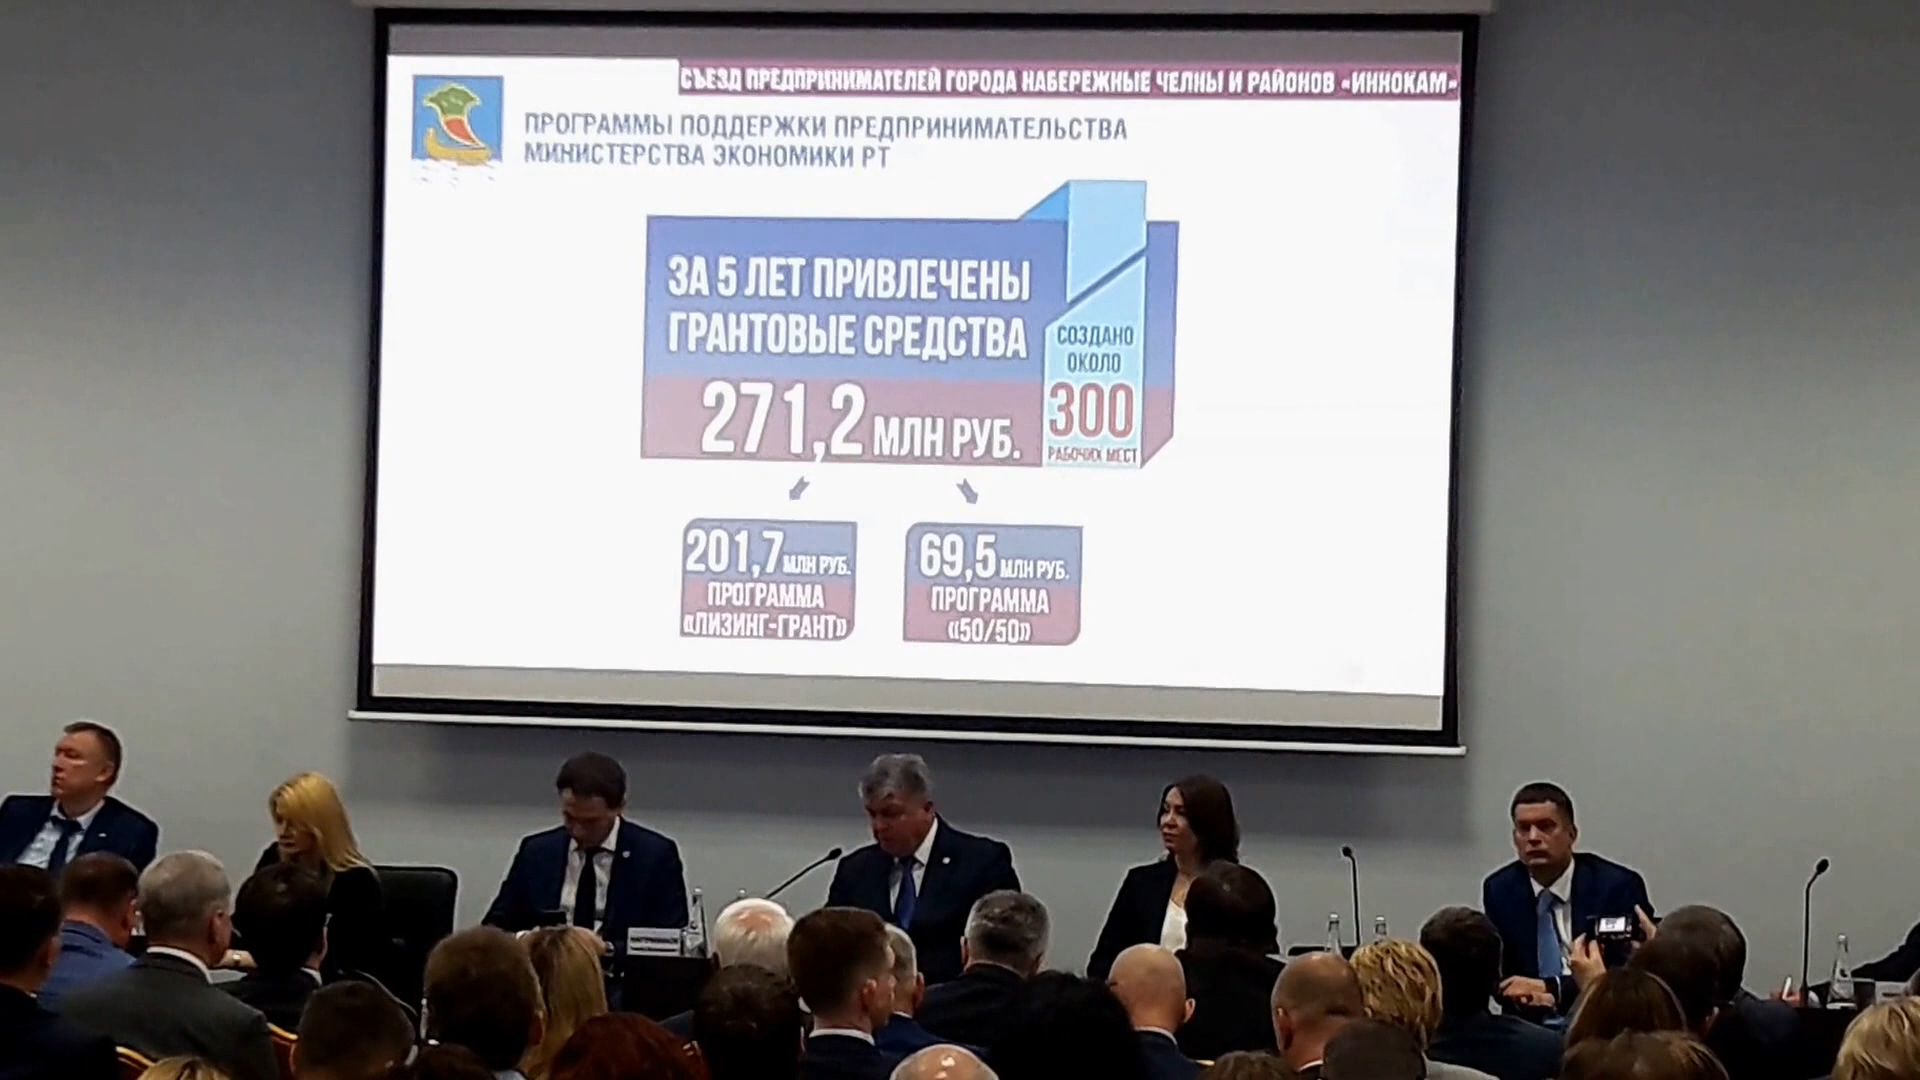 СЪЕЗД ПРЕДПРИНИМАТЕЛЕЙ ГОРОДА НАБЕРЕЖНЫЕ ЧЕЛНЫ И РАЙОНОВ «ИННОКАМ»
ПРОГРАММЫ ПОДДЕРЖКИ ПРЕДПРИНИМАТЕЛЬСТВА
МИНИСТЕРСТВА ЭКОНОМИКИ РТ
ЗА 5 ЛЕТ ПРИВЛЕЧЕНЫ
ГРАНТОВЫЕ СРЕДСТВА
271,2 МЛН РУБ.
СОЗДАНО
ОКОЛО
300
РАБОЧИХ МЕСТ
201,7 МЛН РУБ.
ПРОГРАММА
«ЛИЗИНГ-ГРАНТ»
69,5 МЛН РУБ.
ПРОГРАММА
«50/50»